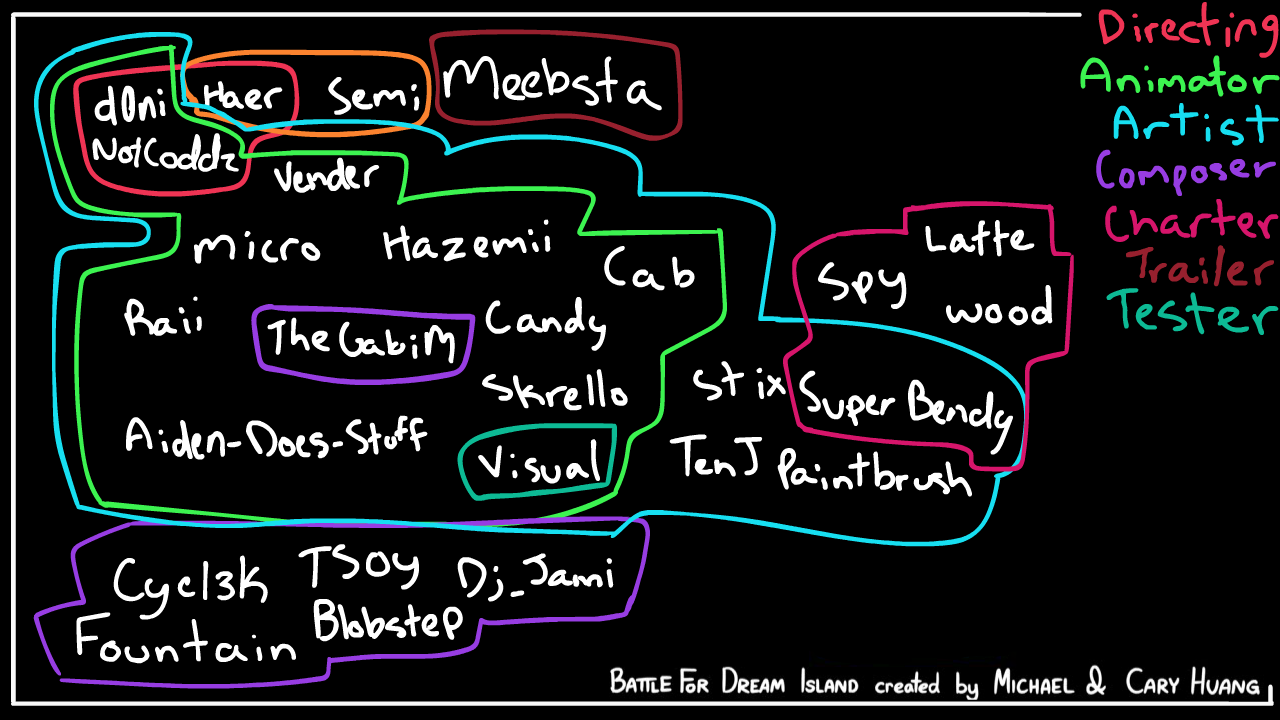 Directing
Animator
Artist
Composer
Charter
Trailer
Tester
d0ni
NotCoddz
Haer
Semi
Meebsta
Vender
Micro
Hazemii
Cab
Raii
TheGabiM
Candy
Skrello
Aiden-Does-Stuff
Visual
Stix
TenJ
Paintbrush
Latte
Spy
wood
Super Bendy
Cycl3k
TSOY
Dj_Jami
Fountain
Blobstep
BATTLE FOR DREAM ISLAND created by MICHAEL & CARY HUANG